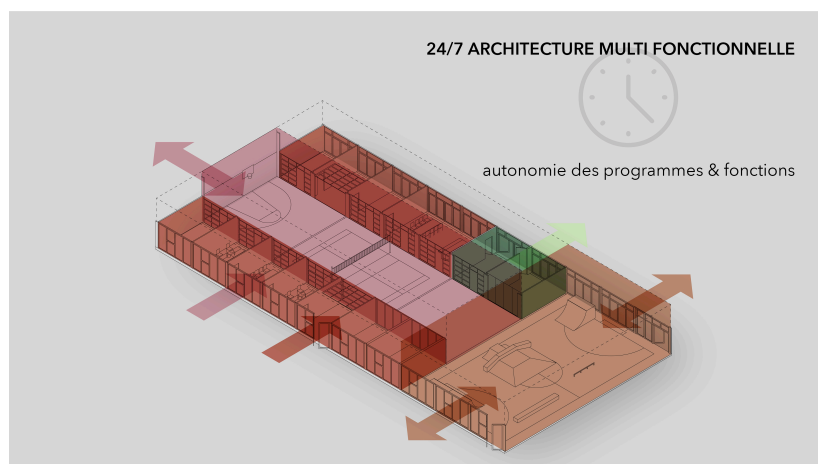 24/7 ARCHITECTURE MULTI FONCTIONNELLE
autonomie des programmes & fonctions